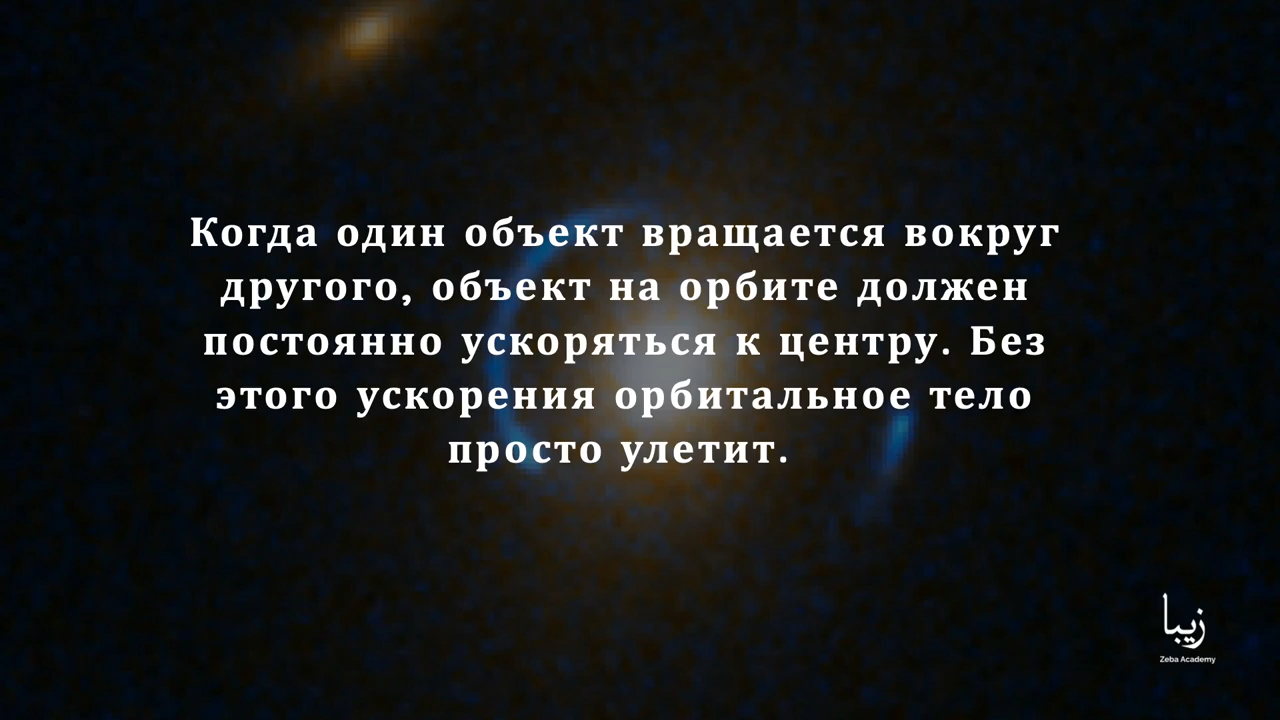 Когда один объект вращается вокруг
другого, объект на орбите должен
постоянно ускоряться к центру. Без
этого ускорения орбитальное тело
просто улетит.
زیبا
Zeba Academy